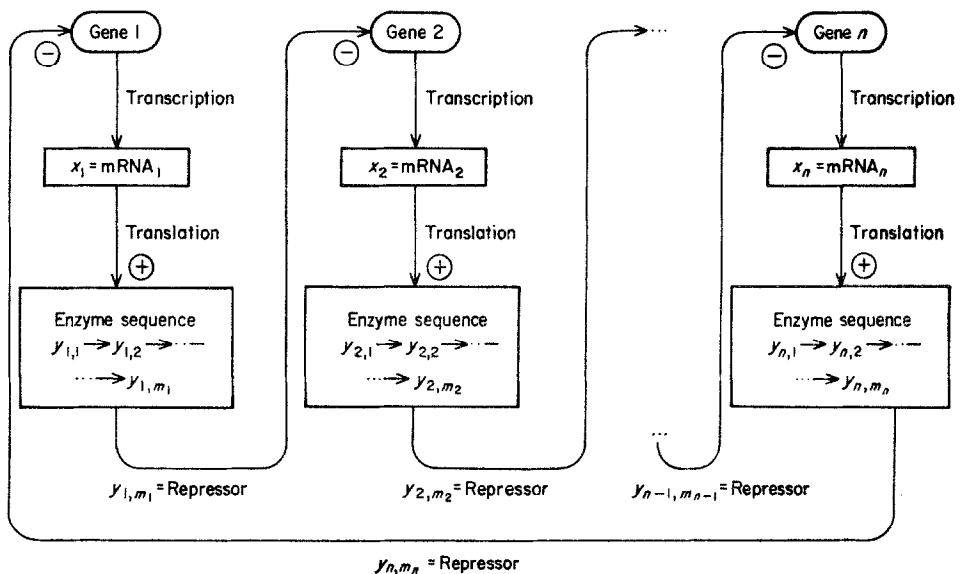 Gene 1
Gene 2
...
Gene n
−
−
−
Transcription
Transcription
Transcription
x₁ = mRNA₁
x₂ = mRNA₂
xₙ = mRNAₙ
Translation
Translation
Translation
+
+
+
Enzyme sequence
y₁,₁ → y₁,₂ → ···
··· → y₁,ₘ₁
Enzyme sequence
y₂,₁ → y₂,₂ → ···
··· → y₂,ₘ₂
Enzyme sequence
yₙ,₁ → yₙ,₂ → ···
··· → yₙ,ₘₙ
...
y₁,ₘ₁ = Repressor
y₂,ₘ₂ = Repressor
yₙ₋₁,ₘₙ₋₁ = Repressor
yₙ,ₘₙ = Repressor